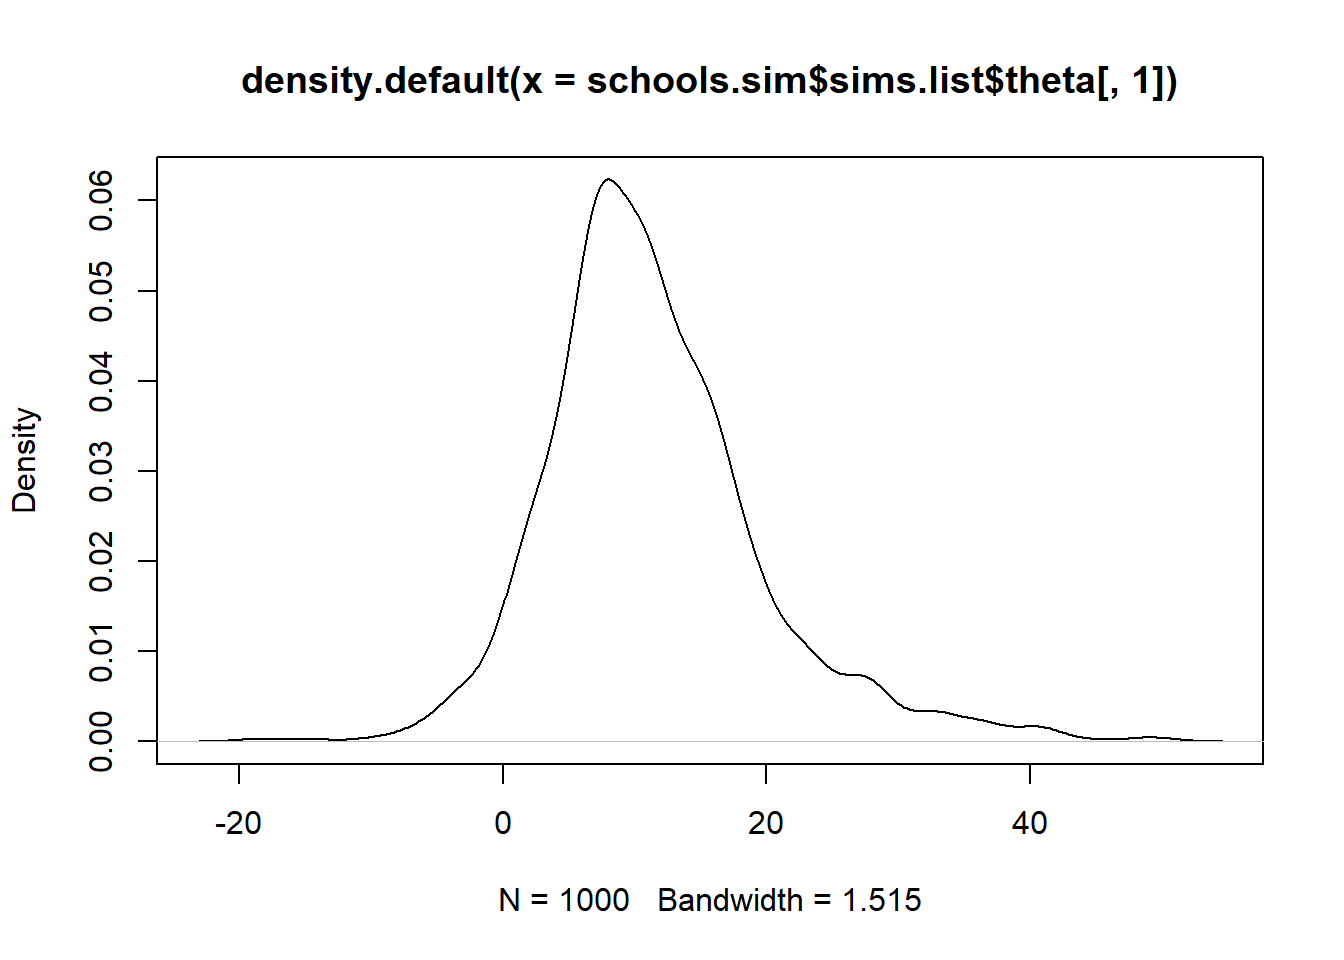 density.default(x = schools.sim$sims.list$theta[, 1])
Density
0.06
0.05
0.04
0.03
0.02
0.01
0.00
-20 0 20 40
N = 1000 Bandwidth = 1.515